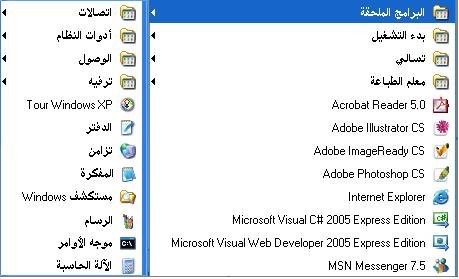 البرامج الملحقة
بدء التشغيل
تسالي
معلم الطباعة
Acrobat Reader 5.0
Adobe Illustrator CS
Adobe ImageReady CS
Adobe Photoshop CS
Internet Explorer
Microsoft Visual C# 2005 Express Edition
Microsoft Visual Web Developer 2005 Express Edition
MSN Messenger 7.5
اتصالات
أدوات النظام
الوصول
ترفيه
Tour Windows XP
الدفتر
تزامن
المفكرة
مستكشف Windows
الرسام
موجه الأوامر
الآلة الحاسبة